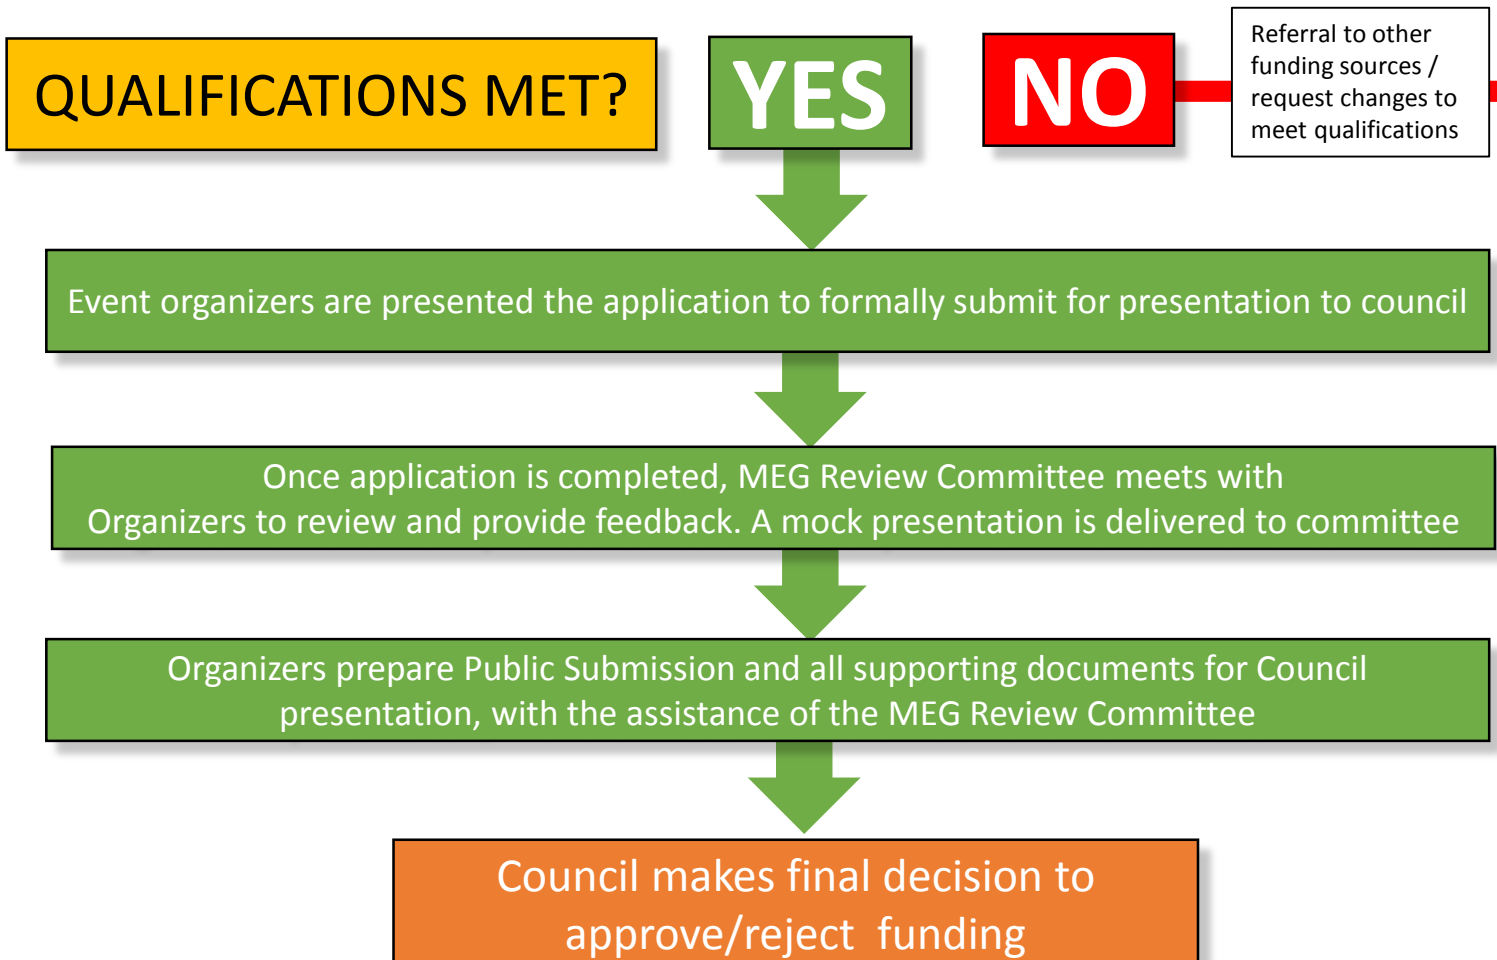 QUALIFICATIONS MET?
YES
NO
Referral to other
funding sources /
request changes to
meet qualifications
Event organizers are presented the application to formally submit for presentation to council
Once application is completed, MEG Review Committee meets with
Organizers to review and provide feedback. A mock presentation is delivered to committee
Organizers prepare Public Submission and all supporting documents for Council
presentation, with the assistance of the MEG Review Committee
Council makes final decision to
approve/reject funding